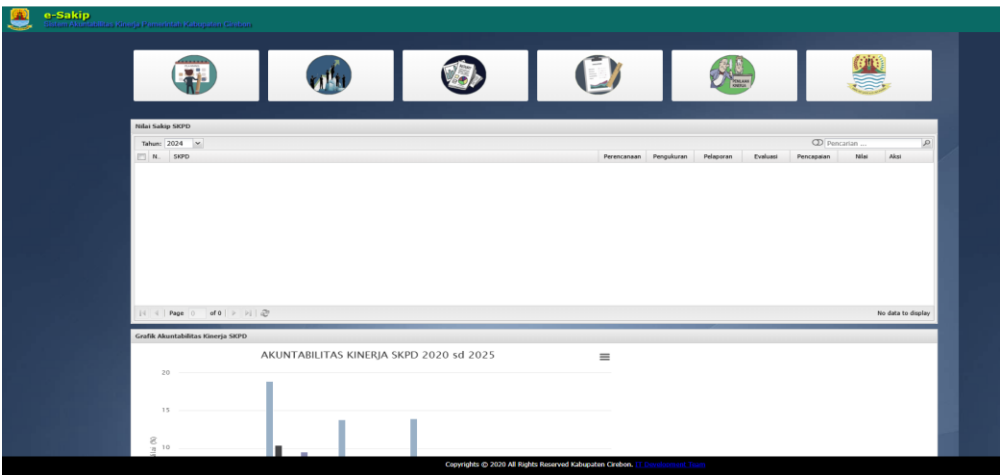 e-Sakip
Sistem Akuntabilitas Kinerja Pemerintah Kabupaten Cirebon
Nilai Sakip SKPD
Tahun: 2024
Pencarian ...
N.. SKPD Perencanaan Pengukuran Pelaporan Evaluasi Pencapaian Nilai Aksi
Page 0 of 0
No data to display
Grafik Akuntabilitas Kinerja SKPD
AKUNTABILITAS KINERJA SKPD 2020 sd 2025
20
15
10
Copyrights © 2020 All Rights Reserved Kabupaten Cirebon.